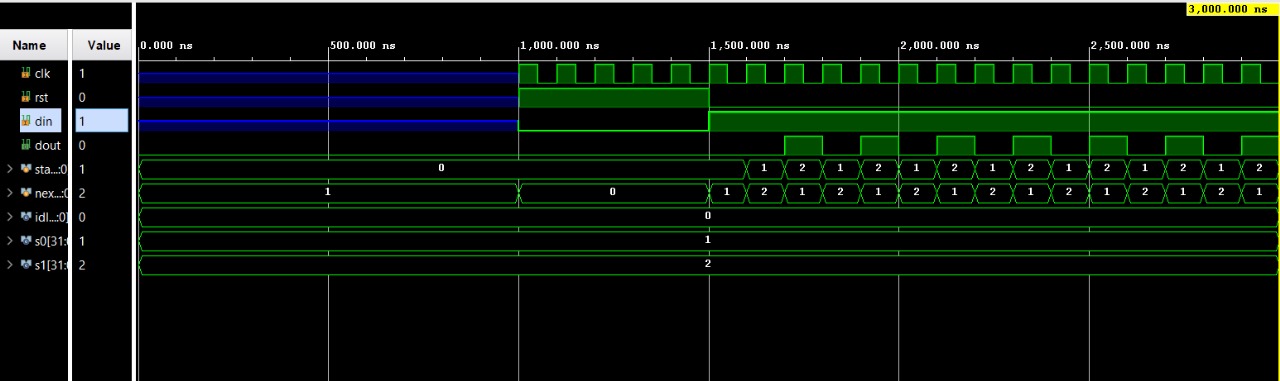 3,000.000 ns
Name Value 0.000 ns 500.000 ns 1,000.000 ns 1,500.000 ns 2,000.000 ns 2,500.000 ns
clk 1
rst 0
din 1
dout 0
sta...:0] 1 0 1 2 1 2 1 2 1 2 1 2 1 2 1 2
nex...:0] 2 1 0 1 2 1 2 1 2 1 2 1 2 1 2 1 2 1
idl...:0] 0 0
s0[31:0 1 1
s1[31:0 2 2